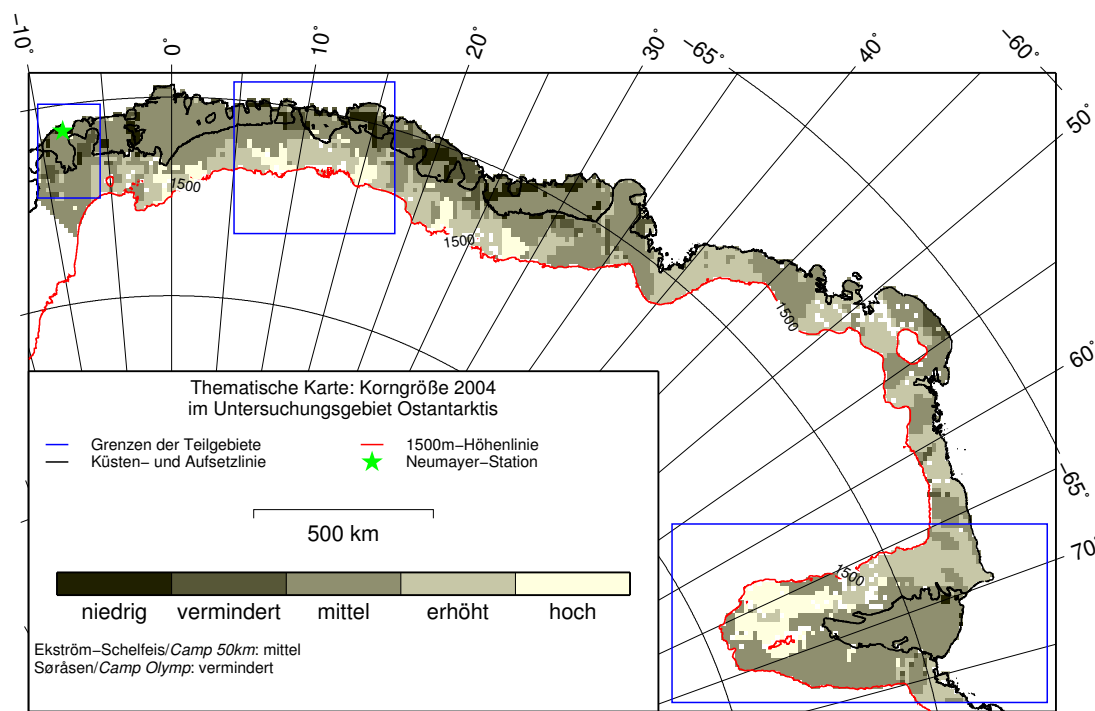 −10°
0°
10°
20°
30°
−65°
40°
−60°
50°
60°
−65°
70°
1500
1500
1500
1500
Thematische Karte: Korngröße 2004
im Untersuchungsgebiet Ostantarktis
Grenzen der Teilgebiete
1500m−Höhenlinie
Küsten− und Aufsetzlinie
Neumayer−Station
500 km
niedrig vermindert mittel erhöht hoch
Ekström−Schelfeis/Camp 50km: mittel
Søråsen/Camp Olymp: vermindert